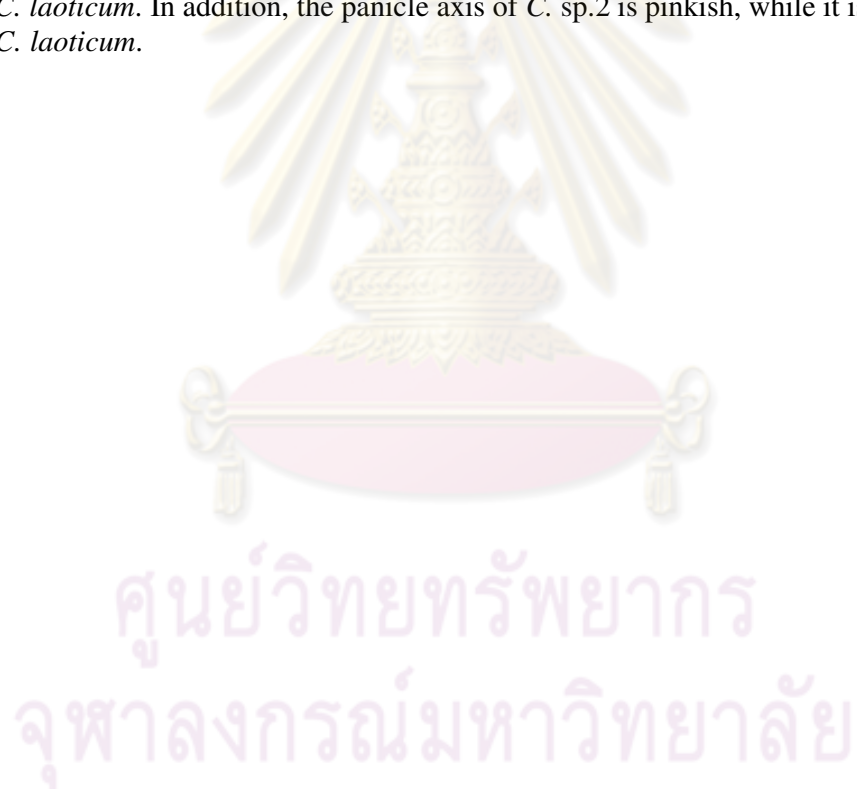 C. laoticum. In addition, the panicle axis of C. sp.2 is pinkish, while it i
C. laoticum.
ศูนย์วิทยทรัพยากร
จุฬาลงกรณ์มหาวิทยาลัย